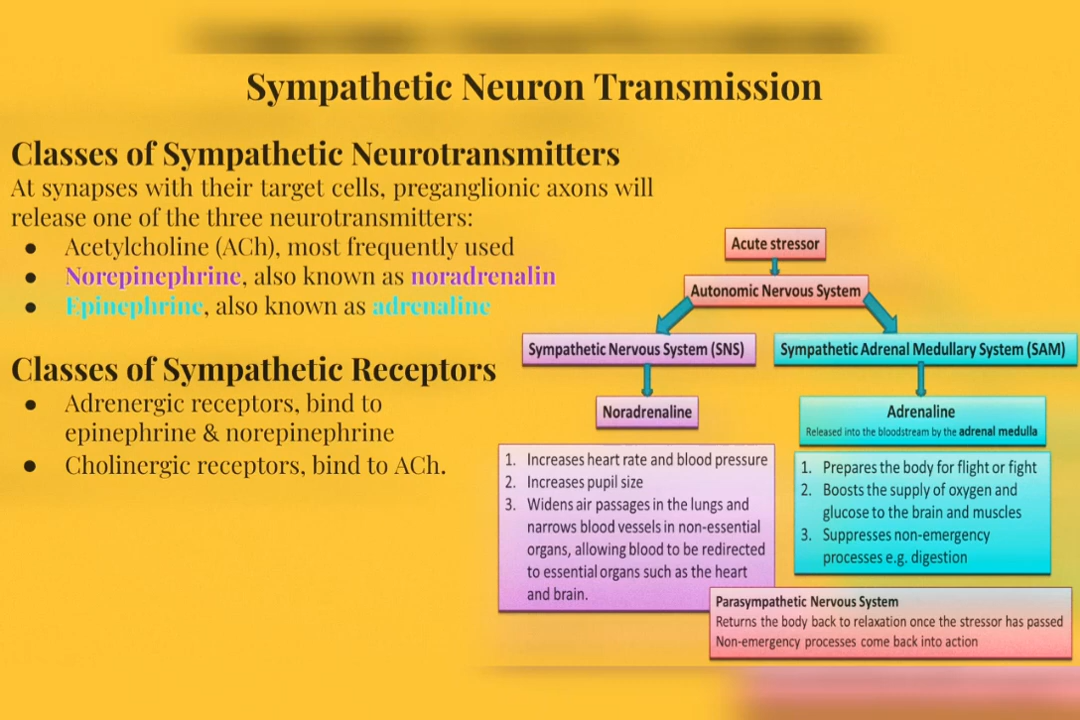 Sympathetic Neuron Transmission
Classes of Sympathetic Neurotransmitters
At synapses with their target cells, preganglionic axons will
release one of the three neurotransmitters:
● Acetylcholine (ACh), most frequently used
● Norepinephrine, also known as noradrenalin
● Epinephrine, also known as adrenaline
Classes of Sympathetic Receptors
● Adrenergic receptors, bind to
epinephrine & norepinephrine
● Cholinergic receptors, bind to ACh.
Acute stressor
Autonomic Nervous System
Sympathetic Nervous System (SNS)
Noradrenaline
1. Increases heart rate and blood pressure
2. Increases pupil size
3. Widens air passages in the lungs and
narrows blood vessels in non-essential
organs, allowing blood to be redirected
to essential organs such as the heart
and brain.
Sympathetic Adrenal Medullary System (SAM)
Adrenaline
Released into the bloodstream by the adrenal medulla
1. Prepares the body for flight or fight
2. Boosts the supply of oxygen and
glucose to the brain and muscles
3. Suppresses non-emergency
processes e.g. digestion
Parasympathetic Nervous System
Returns the body back to relaxation once the stressor has passed
Non-emergency processes come back into action